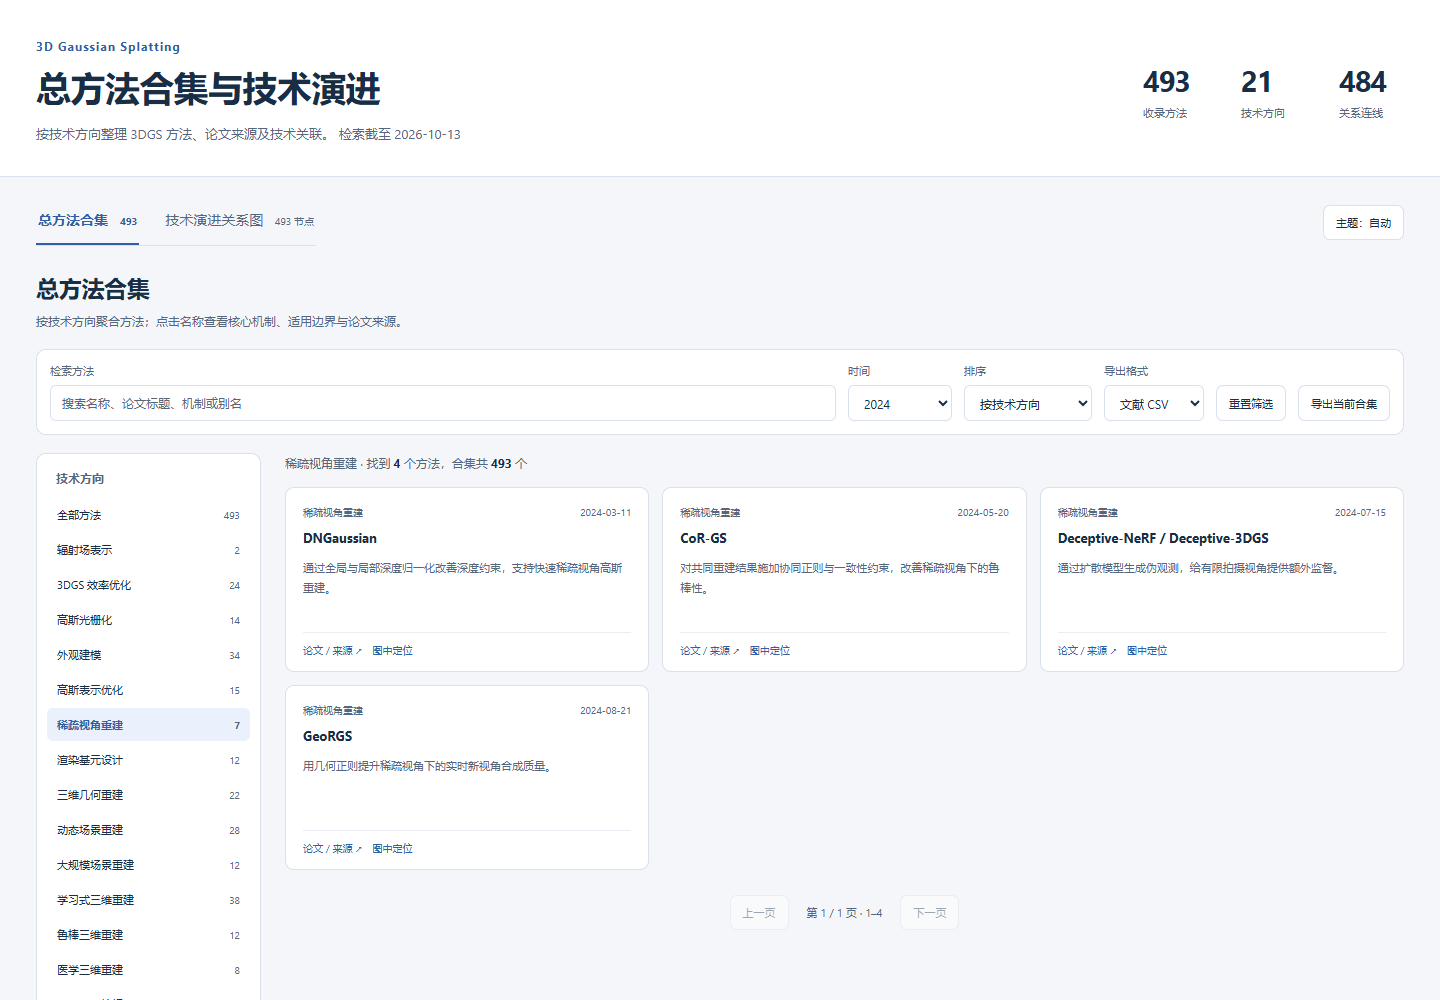 3D Gaussian Splatting
总方法合集与技术演进
按技术方向整理 3DGS 方法、论文来源及技术关联。 检索截至 2026-10-13
493
收录方法
21
技术方向
484
关系连线
总方法合集 493
技术演进关系图 493 节点
主题：自动
总方法合集
按技术方向聚合方法；点击名称查看核心机制、适用边界与论文来源。
检索方法
搜索名称、论文标题、机制或别名
时间
2024
排序
按技术方向
导出格式
文献 CSV
重置筛选
导出当前合集
技术方向
全部方法 493
辐射场表示 2
3DGS 效率优化 24
高斯光栅化 14
外观建模 34
高斯表示优化 15
稀疏视角重建 7
渲染基元设计 12
三维几何重建 22
动态场景重建 28
大规模场景重建 12
学习式三维重建 38
鲁棒三维重建 12
医学三维重建 8
稀疏视角重建 · 找到 4 个方法，合集共 493 个
稀疏视角重建 2024-03-11
DNGaussian
通过全局与局部深度归一化改善深度约束，支持快速稀疏视角高斯
重建。
论文 / 来源 ↗ 图中定位
稀疏视角重建 2024-05-20
CoR-GS
对共同重建结果施加协同正则与一致性约束，改善稀疏视角下的鲁
棒性。
论文 / 来源 ↗ 图中定位
稀疏视角重建 2024-07-15
Deceptive-NeRF / Deceptive-3DGS
通过扩散模型生成伪观测，给有限拍摄视角提供额外监督。
论文 / 来源 ↗ 图中定位
稀疏视角重建 2024-08-21
GeoRGS
用几何正则提升稀疏视角下的实时新视角合成质量。
论文 / 来源 ↗ 图中定位
上一页
第 1 / 1 页 · 1–4
下一页